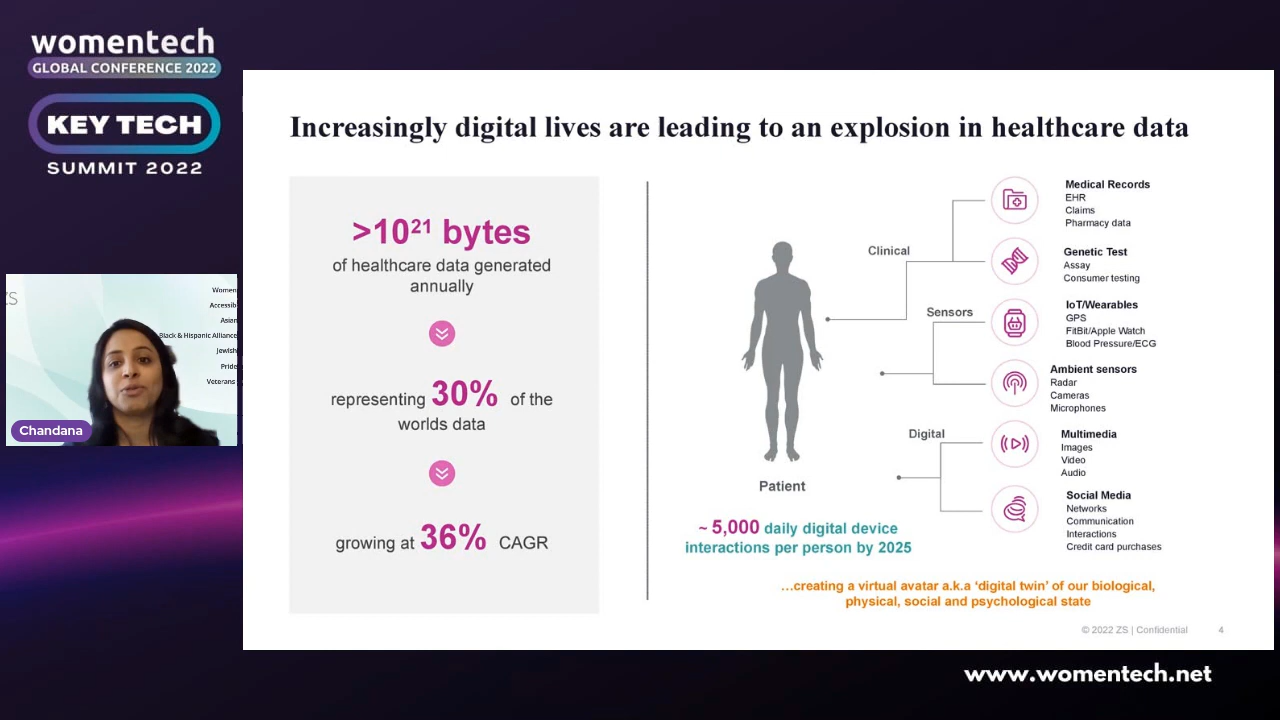 womentech
GLOBAL CONFERENCE 2022
KEY TECH
SUMMIT 2022
Increasingly digital lives are leading to an explosion in healthcare data
>10²¹ bytes
of healthcare data generated
annually
representing 30% of the
worlds data
growing at 36% CAGR
Patient
~ 5,000 daily digital device
interactions per person by 2025
Clinical
Medical Records
EHR
Claims
Pharmacy data
Genetic Test
Assay
Consumer testing
Sensors
IoT/Wearables
GPS
FitBit/Apple Watch
Blood Pressure/ECG
Ambient sensors
Radar
Cameras
Microphones
Digital
Multimedia
Images
Video
Audio
Social Media
Networks
Communication
Interactions
Credit card purchases
…creating a virtual avatar a.k.a ‘digital twin’ of our biological,
physical, social and psychological state
© 2022 ZS | Confidential
4
ZS
Women
Asian
Black & Hispanic Alliance
Jewish
Pride
Veterans
Chandana
www.womentech.net